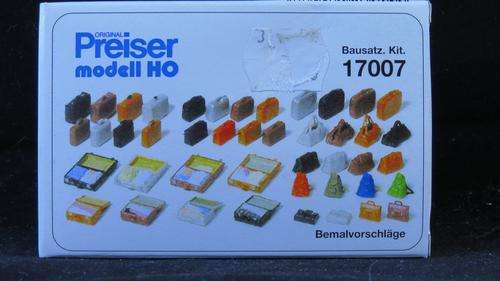 ORIGINAL
Preiser
modell HO
Bausatz. Kit.
17007
Bemalvorschläge